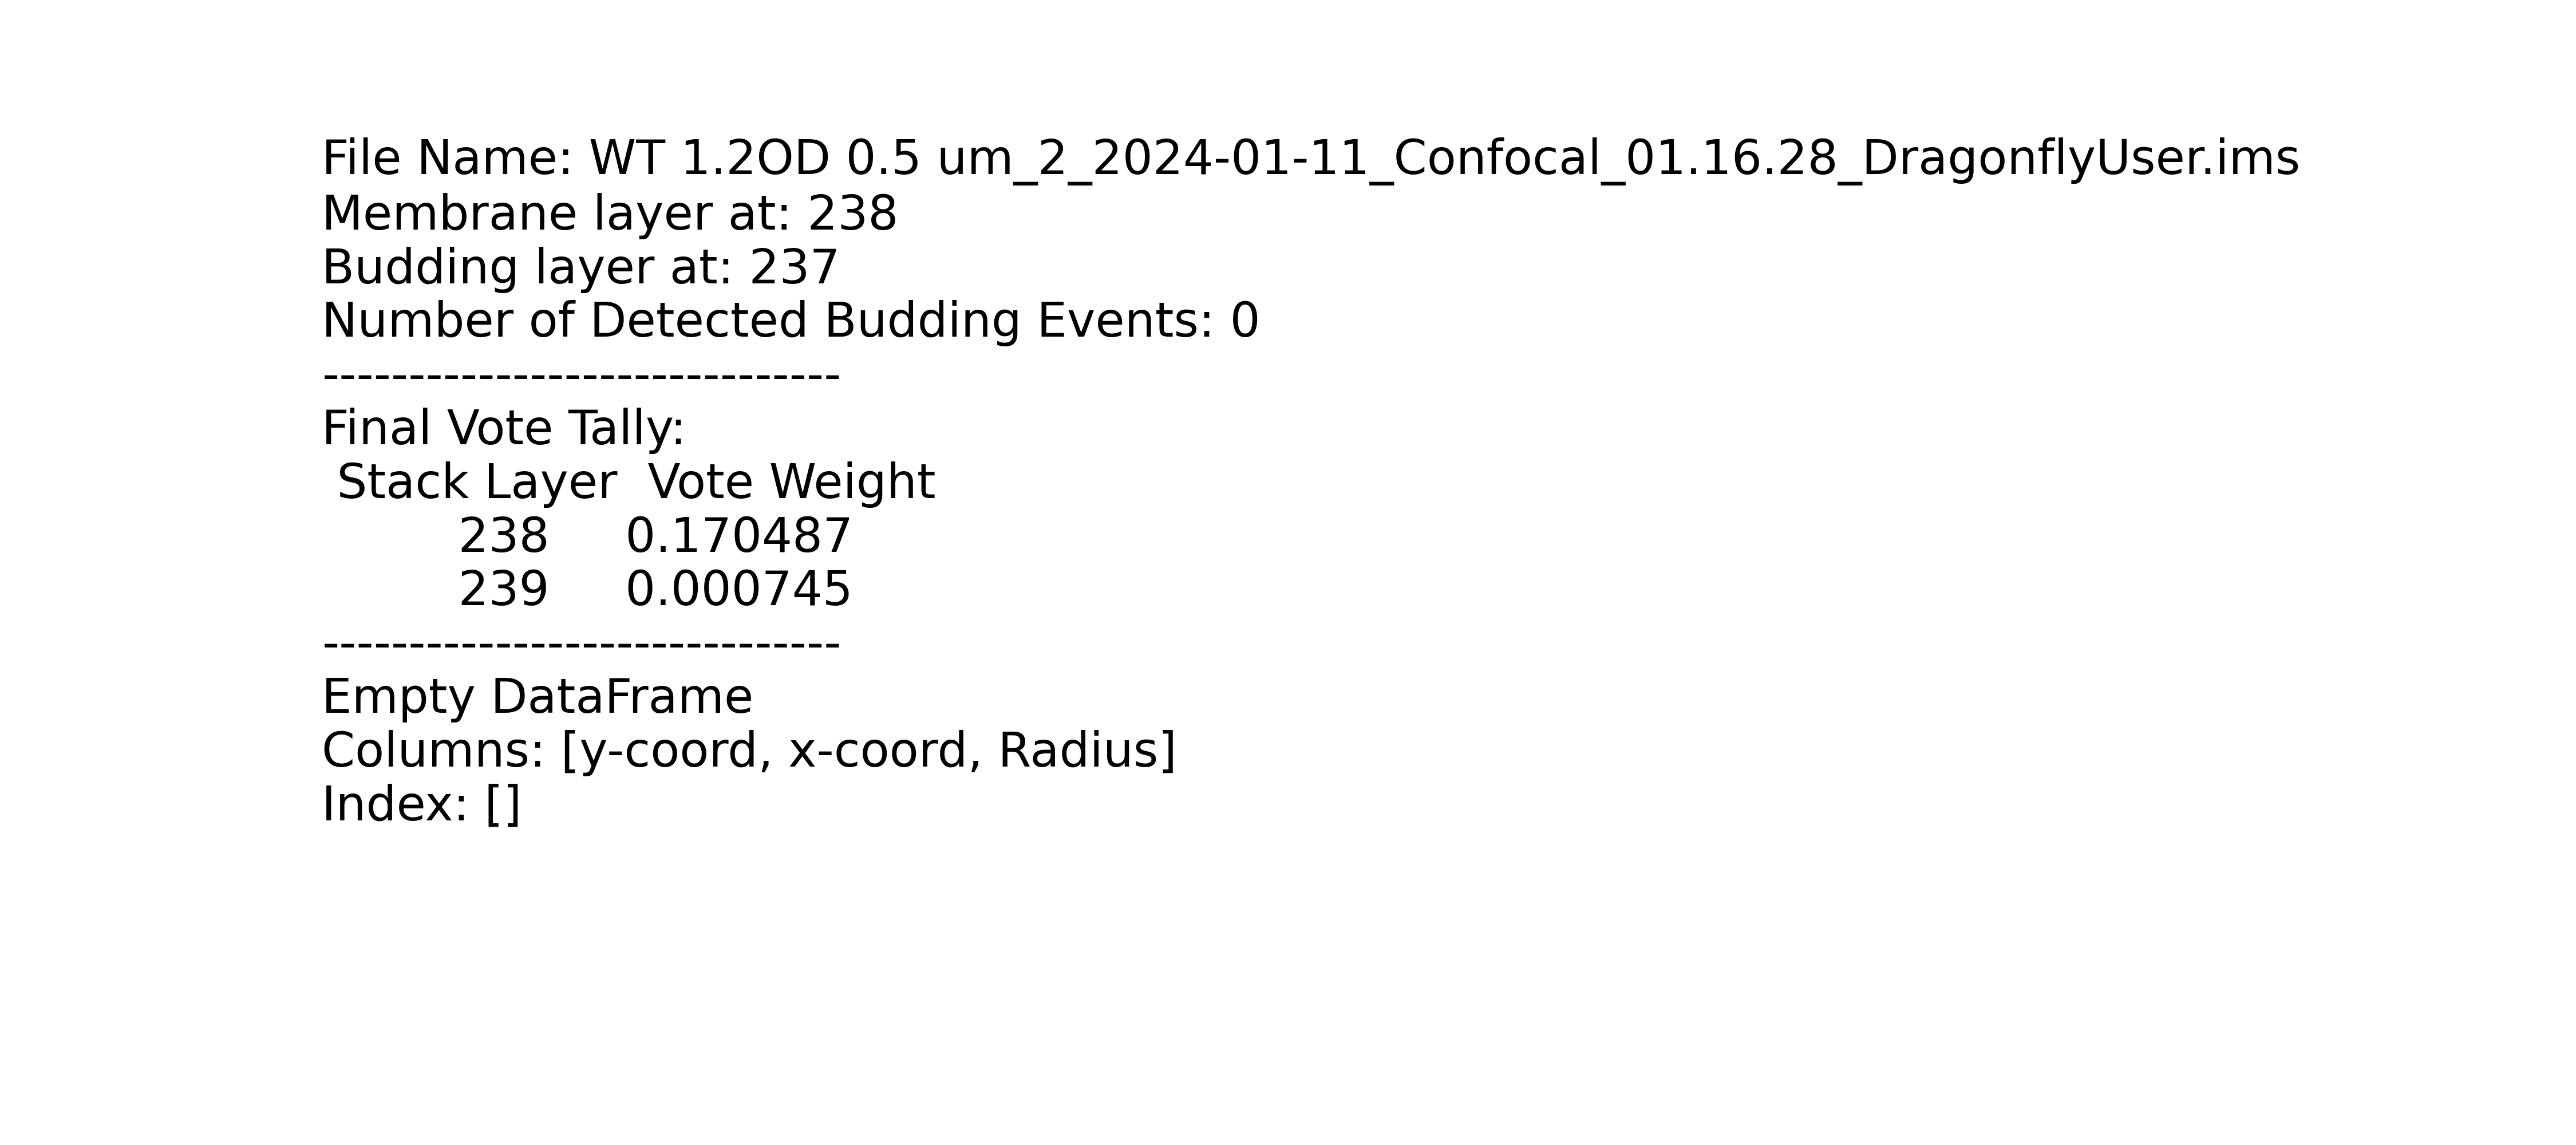 File Name: WT 1.2OD 0.5 um_2_2024-01-11_Confocal_01.16.28_DragonflyUser.ims
Membrane layer at: 238
Budding layer at: 237
Number of Detected Budding Events: 0
------------------------------
Final Vote Tally:
Stack Layer  Vote Weight
238     0.170487
239     0.000745
------------------------------
Empty DataFrame
Columns: [y-coord, x-coord, Radius]
Index: []